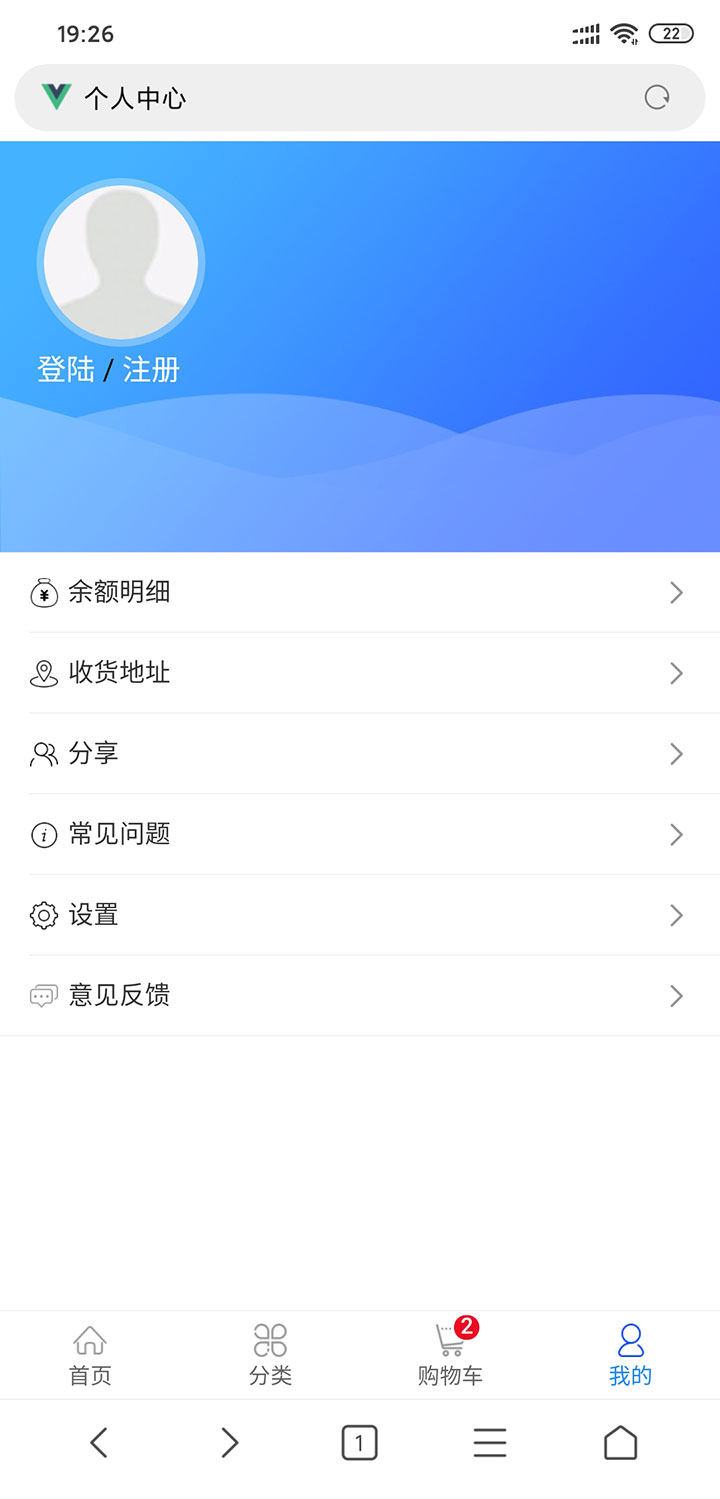 19:26
22
个人中心
登陆 / 注册
¥
余额明细
收货地址
分享
i
常见问题
设置
意见反馈
2
首页
分类
购物车
我的
1